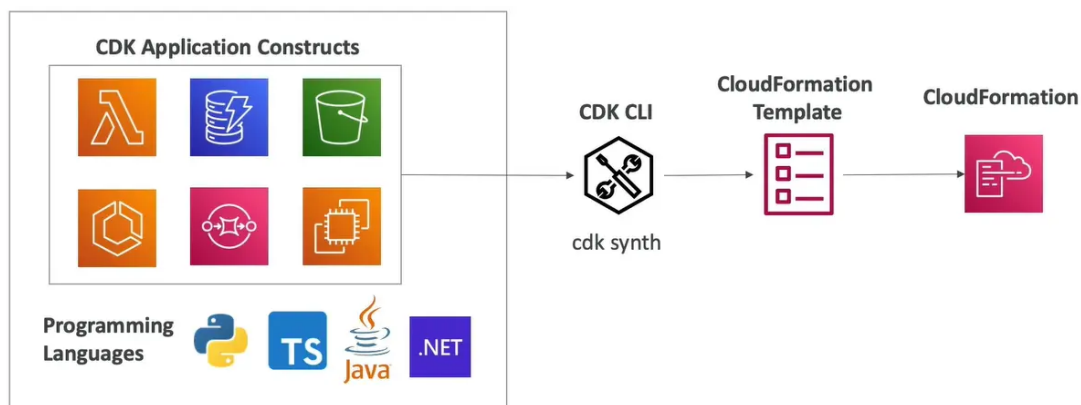 CDK Application Constructs
Programming
Languages
TS
Java
.NET
CDK CLI
cdk synth
CloudFormation
Template
CloudFormation